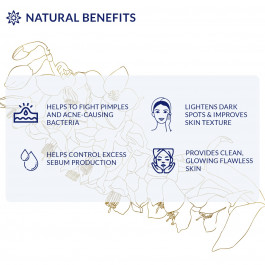 NATURAL BENEFITS
HELPS TO FIGHT PIMPLES
AND ACNE-CAUSING
BACTERIA
LIGHTENS DARK
SPOTS & IMPROVES
SKIN TEXTURE
HELPS CONTROL EXCESS
SEBUM PRODUCTION
PROVIDES CLEAN,
GLOWING FLAWLESS
SKIN